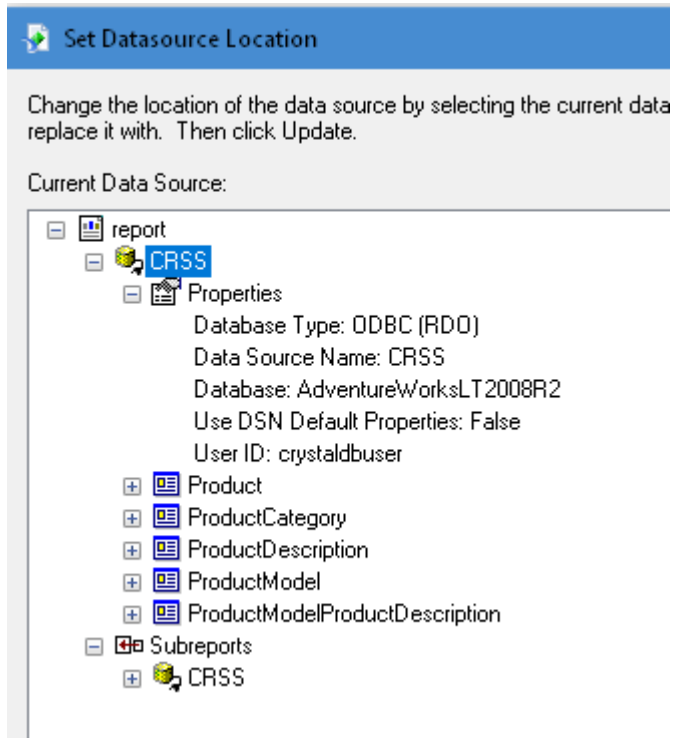 Set Datasource Location
Change the location of the data source by selecting the current data
replace it with. Then click Update.
Current Data Source:
report
CRSS
Properties
Database Type: ODBC (RDO)
Data Source Name: CRSS
Database: AdventureWorksLT2008R2
Use DSN Default Properties: False
User ID: crystaldbuser
Product
ProductCategory
ProductDescription
ProductModel
ProductModelProductDescription
Subreports
CRSS